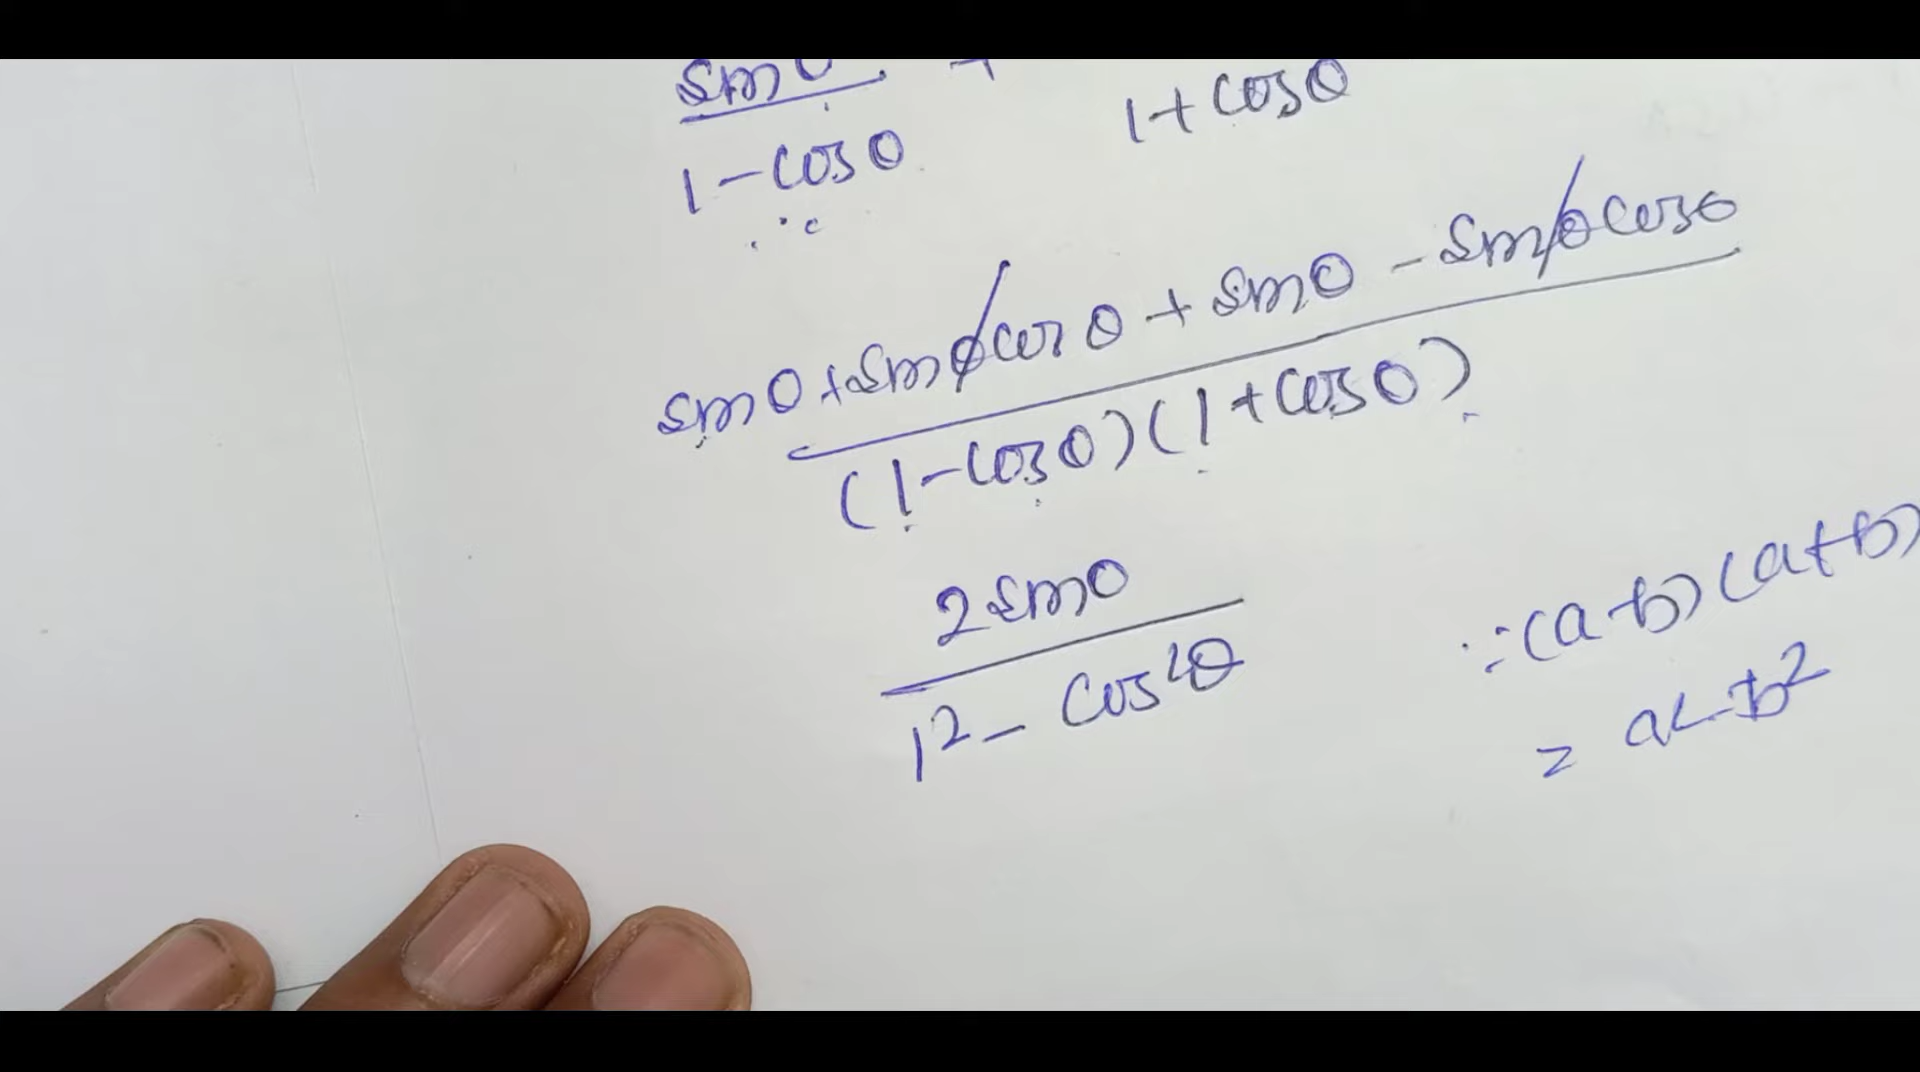 sinθ +
1-cosθ 1+cosθ
sinθ+sinθcosθ+sinθ-sinθcosθ
(1-cosθ)(1+cosθ)
2sinθ
1²-cos²θ
∵(a-b)(a+b)
= a²-b²